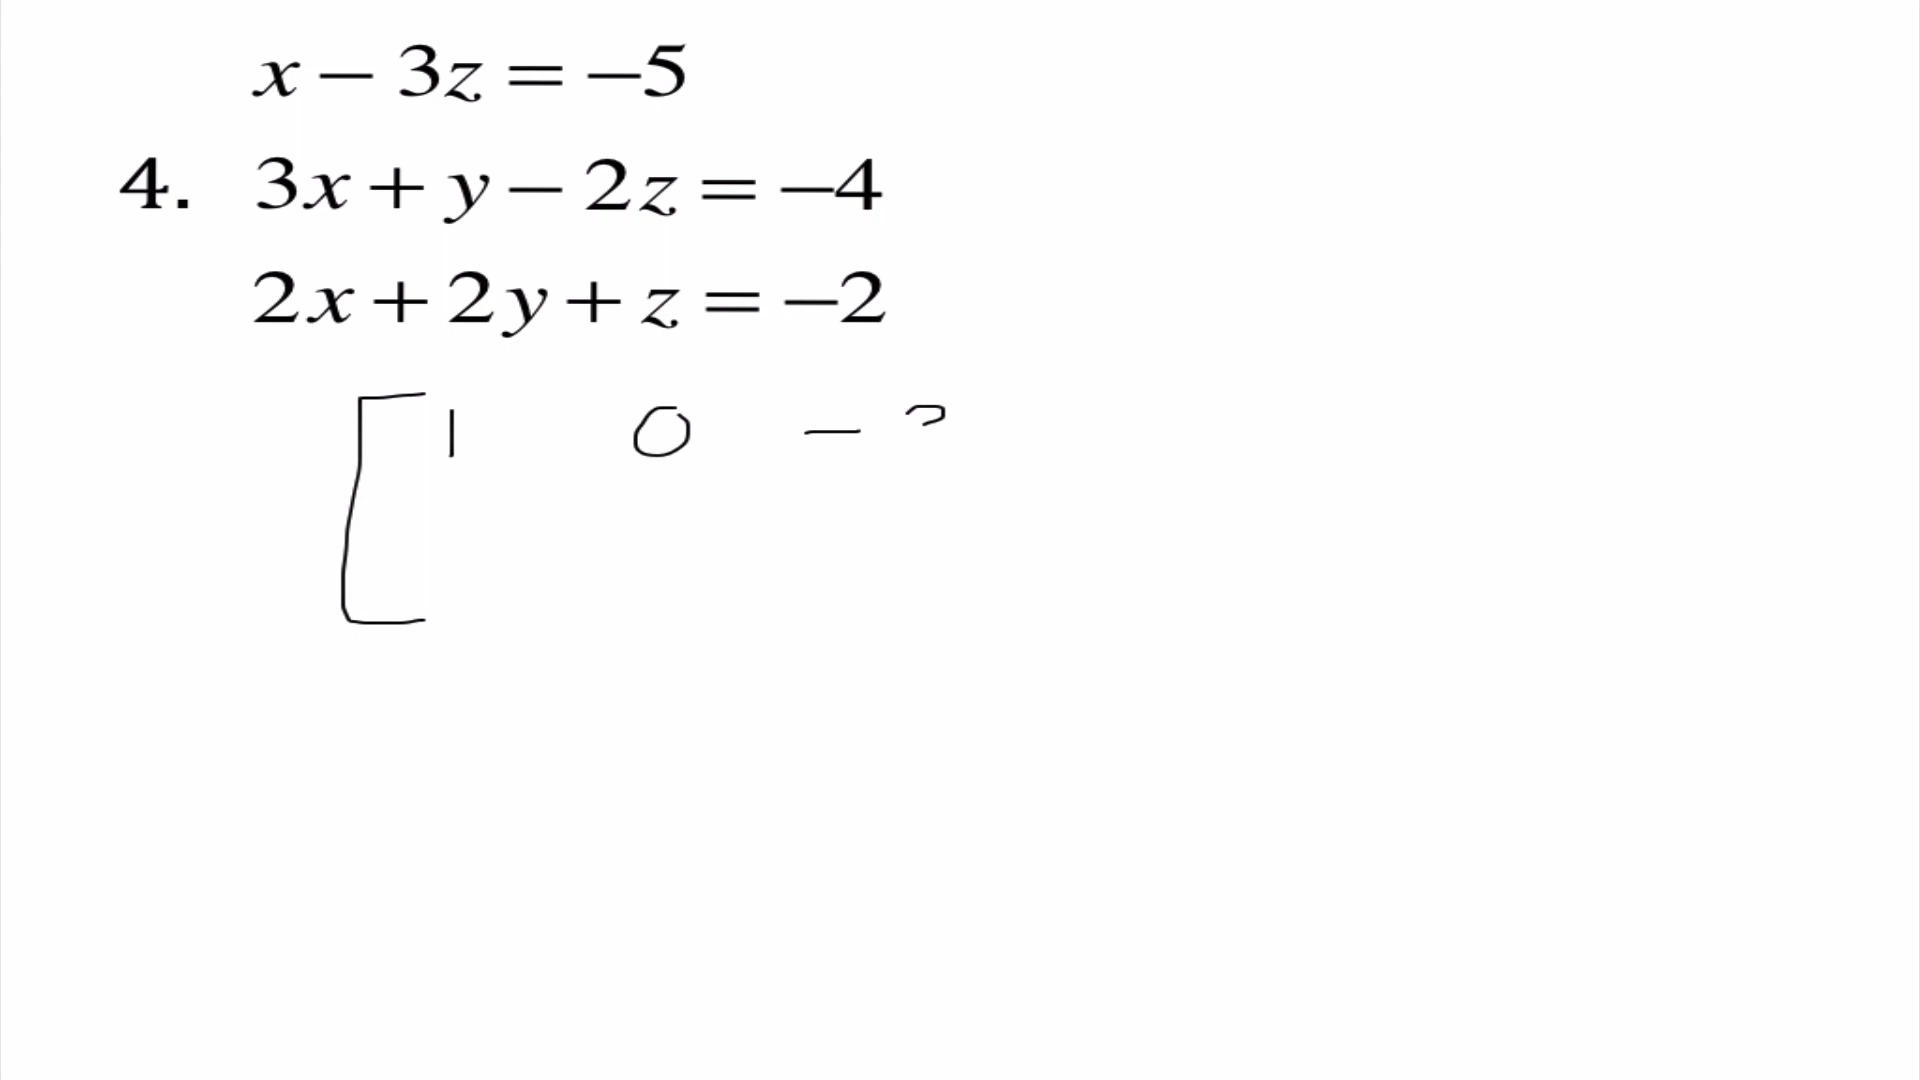 x − 3z = −5
4. 3x + y − 2z = −4
2x + 2y + z = −2
[ 1 0 −